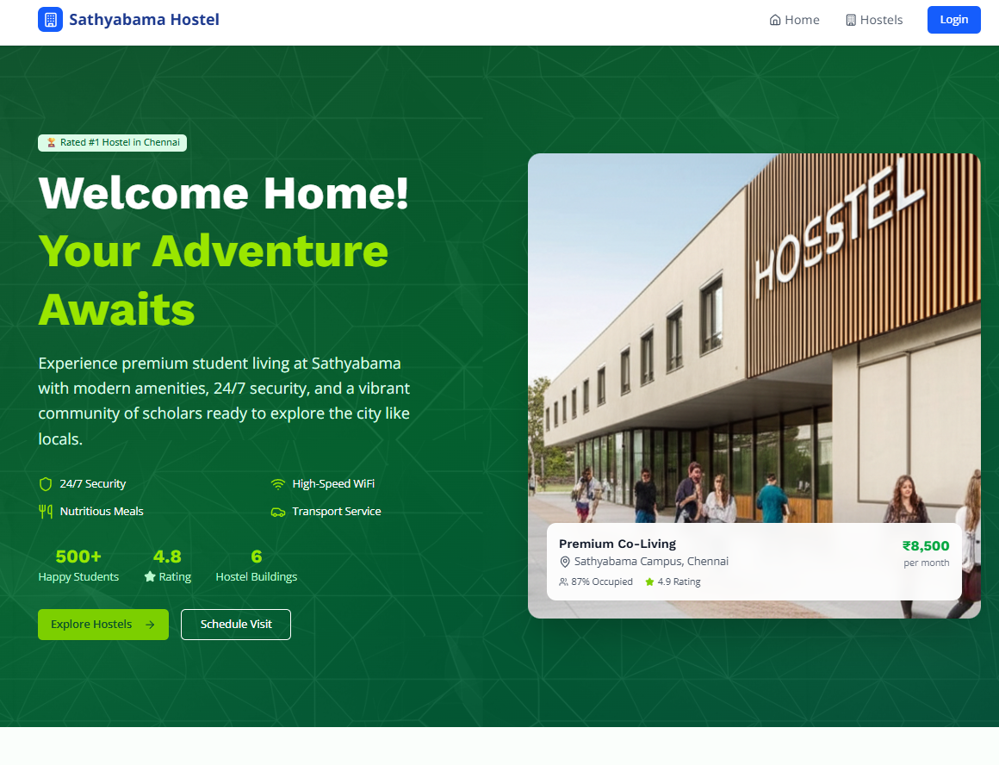 Sathyabama Hostel
Home
Hostels
Login
Rated #1 Hostel in Chennai
Welcome Home!
Your Adventure
Awaits
Experience premium student living at Sathyabama
with modern amenities, 24/7 security, and a vibrant
community of scholars ready to explore the city like
locals.
24/7 Security
High-Speed WiFi
Nutritious Meals
Transport Service
500+
4.8
6
Happy Students
Rating
Hostel Buildings
Explore Hostels
Schedule Visit
HOSSTEL
Premium Co-Living
₹8,500
Sathyabama Campus, Chennai
per month
87% Occupied
4.9 Rating